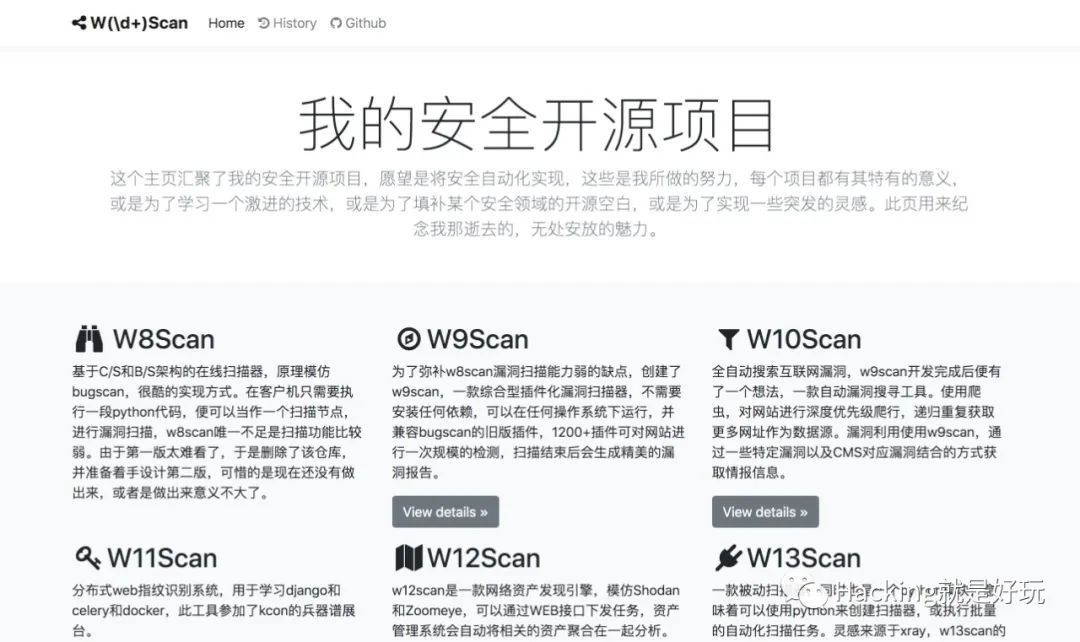 W(\d+)Scan Home History Github
我的安全开源项目
这个主页汇聚了我的安全开源项目，愿望是将安全自动化实现，这些是我所做的努力，每个项目都有其特有的意义，
或是为了学习一个激进的技术，或是为了填补某个安全领域的开源空白，或是为了实现一些突发的灵感。此页用来纪
念我那逝去的，无处安放的魅力。
W8Scan
基于C/S和B/S架构的在线扫描器，原理模仿
bugscan，很酷的实现方式。在客户机只需要执
行一段python代码，便可以当作一个扫描节点，
进行漏洞扫描，w8scan唯一不足是扫描功能比较
弱。由于第一版太难看了，于是删除了该仓库，
并准备着手设计第二版，可惜的是现在还没有做
出来，或者是做出来意义不大了。
W9Scan
为了弥补w8scan漏洞扫描能力弱的缺点，创建了
w9scan，一款综合型插件化漏洞扫描器，不需要
安装任何依赖，可以在任何操作系统下运行，并
兼容bugscan的旧版插件，1200+插件可对网站进
行一次规模的检测，扫描结束后会生成精美的漏
洞报告。
View details »
W10Scan
全自动搜索互联网漏洞，w9scan开发完成后便有
了一个想法，一款自动漏洞搜寻工具。使用爬
虫，对网站进行深度优先级爬行，递归重复获取
更多网址作为数据源。漏洞利用使用w9scan，通
过一些特定漏洞以及CMS对应漏洞结合的方式获
取情报信息。
View details »
W11Scan
分布式web指纹识别系统，用于学习django和
celery和docker，此工具参加了kcon的兵器谱展
台。
W12Scan
w12scan是一款网络资产发现引擎，模仿Shodan
和Zoomeye，可以通过WEB接口下发任务，资产
管理系统会自动将相关的资产聚合在一起分析。
W13Scan
一款被动扫
味着可以使用python来创建扫描器，或执行批量
的自动化扫描任务。灵感来源于xray，w13scan的
Hacking就是好玩